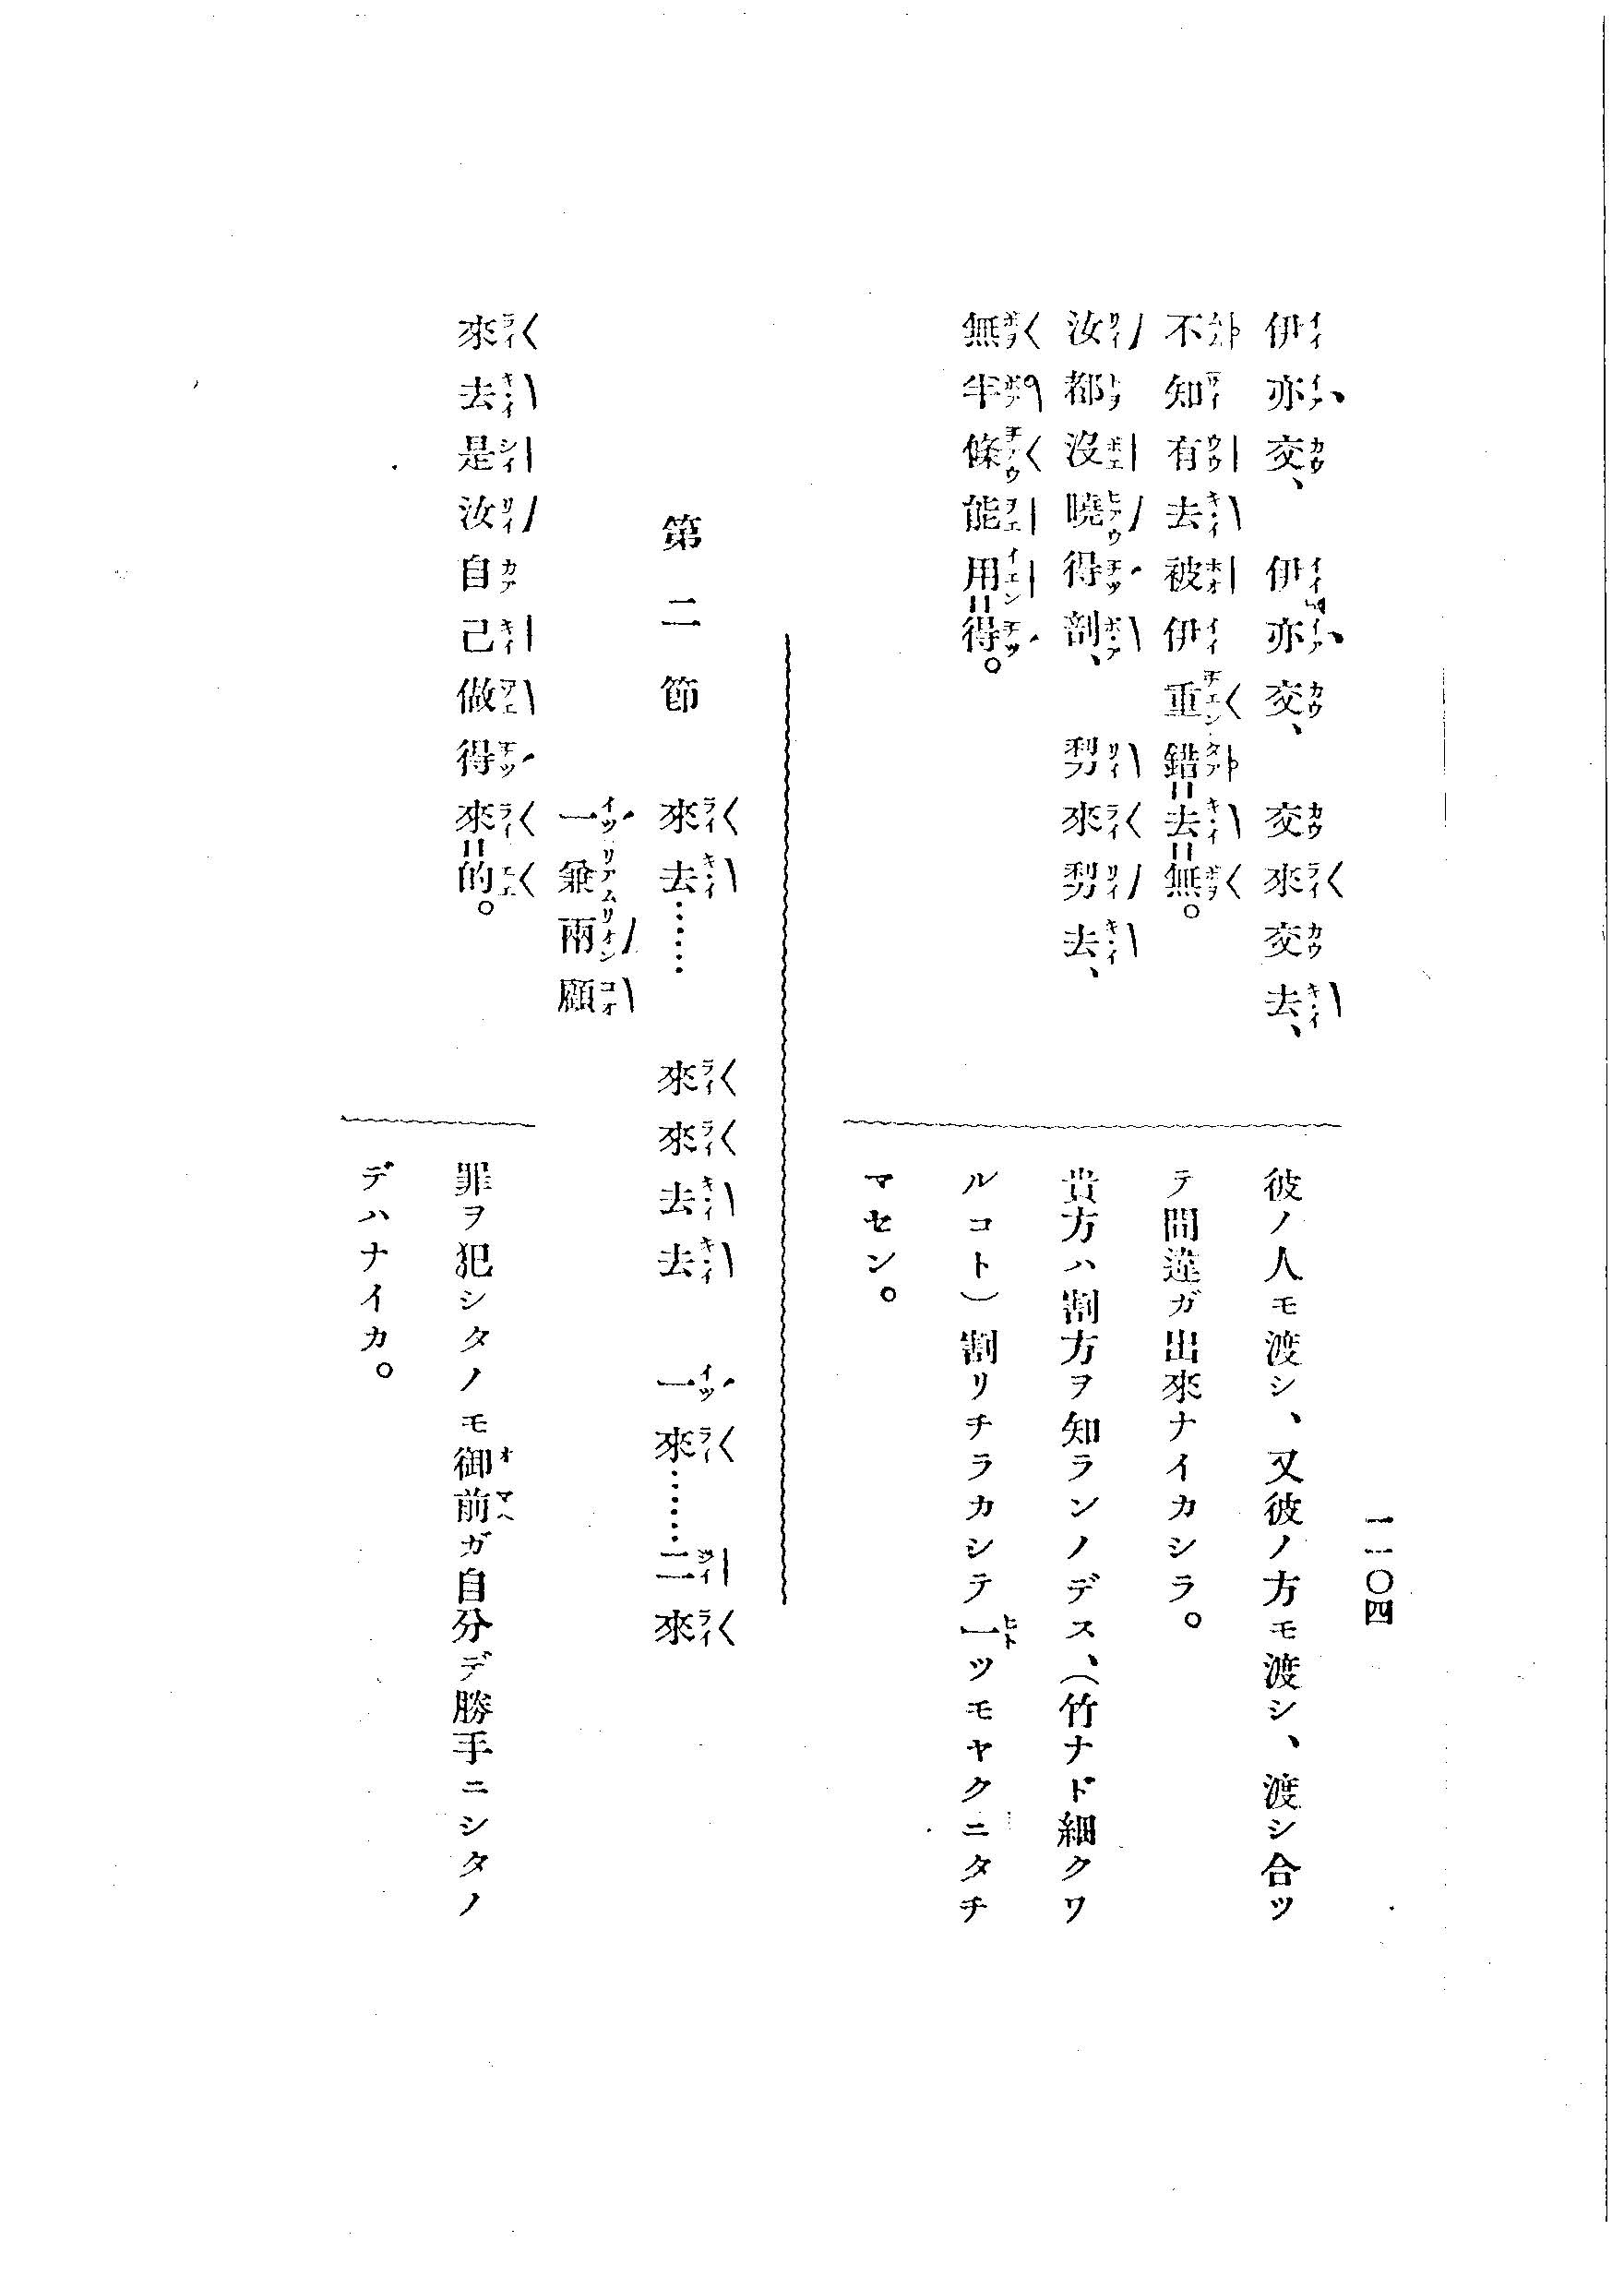 二〇四
伊亦交、伊亦交、交來交去、
不知有去被伊重錯=去=無。
彼ノ人モ渡シ、又彼ノ方モ渡シ、渡シ合ツ
テ間違ガ出來ナイカシラ。
汝都沒曉得剖、剺來剺去、
無半條能用=得。
貴方ハ割方ヲ知ランノデス、(竹ナド細クワ
ルコト)割リチラカシテ一ツモヤクニタチ
マセン。
第二節 來去…… 來來去去 一來……二來
一兼兩顧
來去是汝自己做得來=的。
罪ヲ犯シタノモ御前ガ自分デ勝手ニシタノ
デハナイカ。